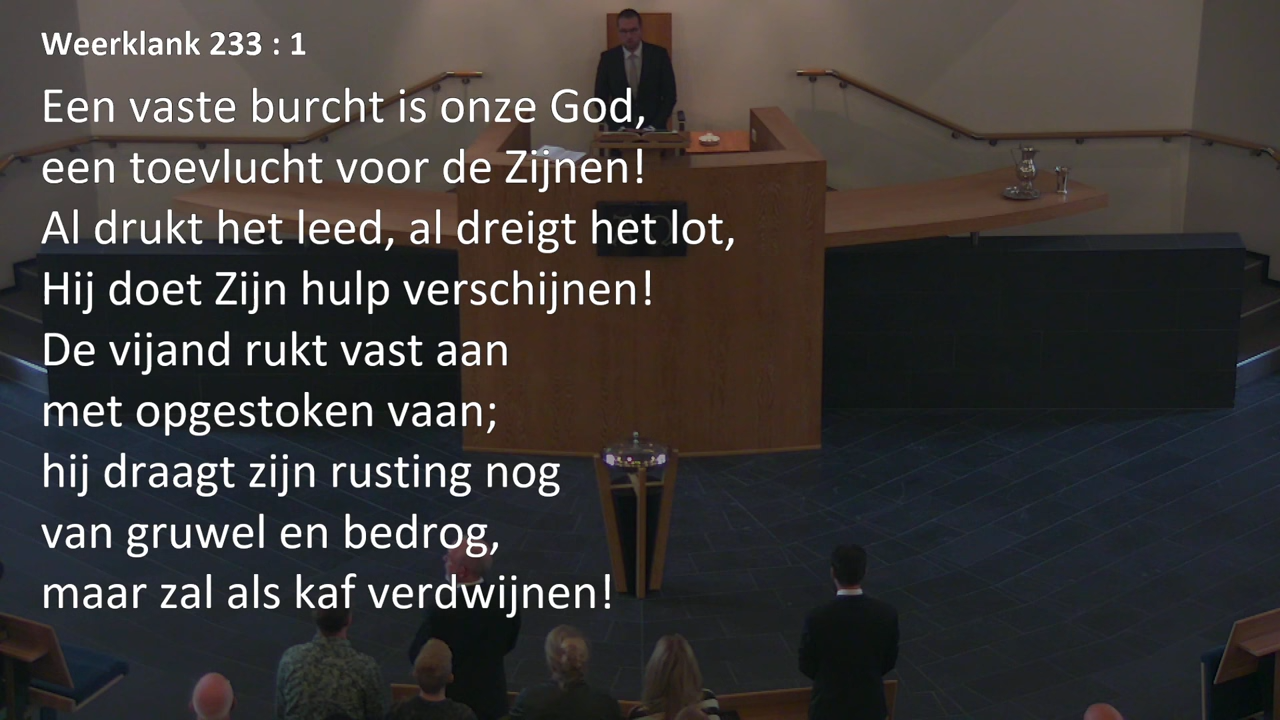 Weerklank 233 : 1
Een vaste burcht is onze God,
een toevlucht voor de Zijnen!
Al drukt het leed, al dreigt het lot,
Hij doet Zijn hulp verschijnen!
De vijand rukt vast aan
met opgestoken vaan;
hij draagt zijn rusting nog
van gruwel en bedrog,
maar zal als kaf verdwijnen!